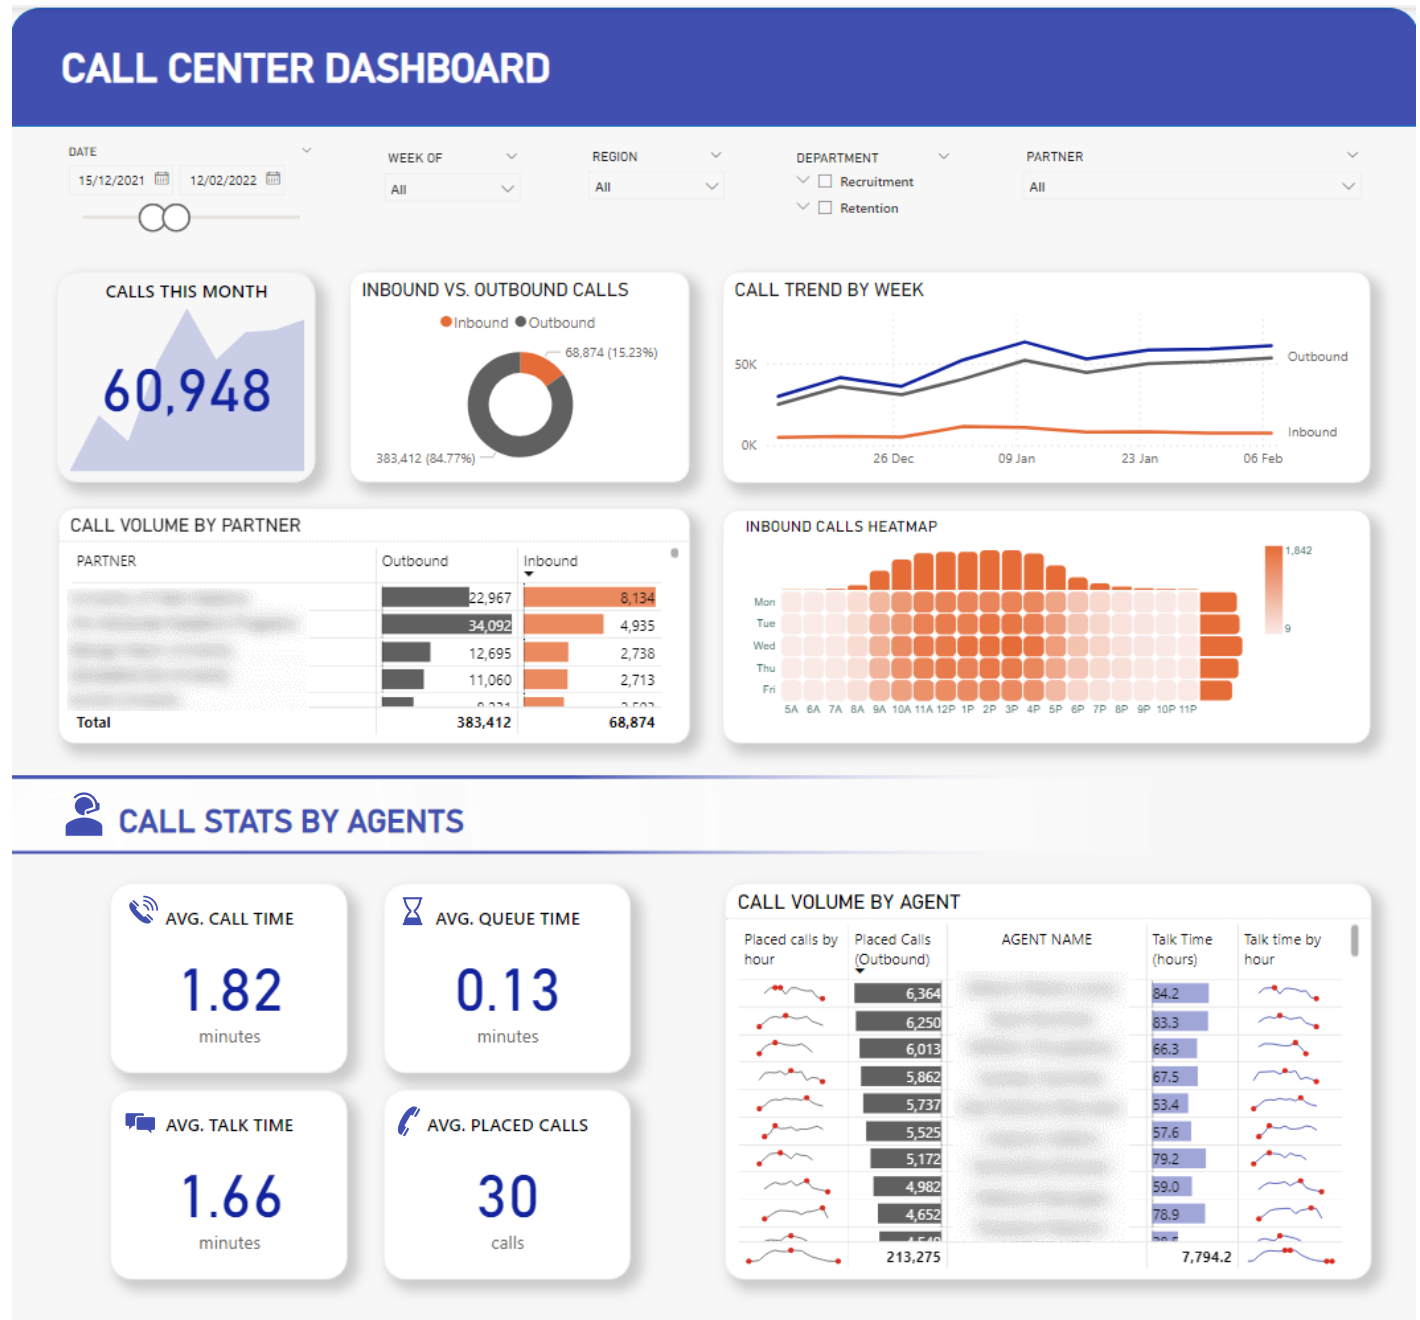 CALL CENTER DASHBOARD
DATE
15/12/2021 12/02/2022
WEEK OF
All
REGION
All
DEPARTMENT
Recruitment
Retention
PARTNER
All
CALLS THIS MONTH
60,948
INBOUND VS. OUTBOUND CALLS
Inbound Outbound
68,874 (15.23%)
383,412 (84.77%)
CALL TREND BY WEEK
50K
0K
Outbound
Inbound
26 Dec 09 Jan 23 Jan 06 Feb
CALL VOLUME BY PARTNER
PARTNER Outbound Inbound
22,967 8,134
34,092 4,935
12,695 2,738
11,060 2,713
Total 383,412 68,874
INBOUND CALLS HEATMAP
1,842
9
Mon
Tue
Wed
Thu
Fri
5A 6A 7A 8A 9A 10A 11A 12P 1P 2P 3P 4P 5P 6P 7P 8P 9P 10P 11P
CALL STATS BY AGENTS
AVG. CALL TIME
1.82
minutes
AVG. QUEUE TIME
0.13
minutes
AVG. TALK TIME
1.66
minutes
AVG. PLACED CALLS
30
calls
CALL VOLUME BY AGENT
Placed calls by hour Placed Calls (Outbound) AGENT NAME Talk Time (hours) Talk time by hour
6,364 84.2
6,250 83.3
6,013 66.3
5,862 67.5
5,737 53.4
5,525 57.6
5,172 79.2
4,982 59.0
4,652 78.9
213,275 7,794.2